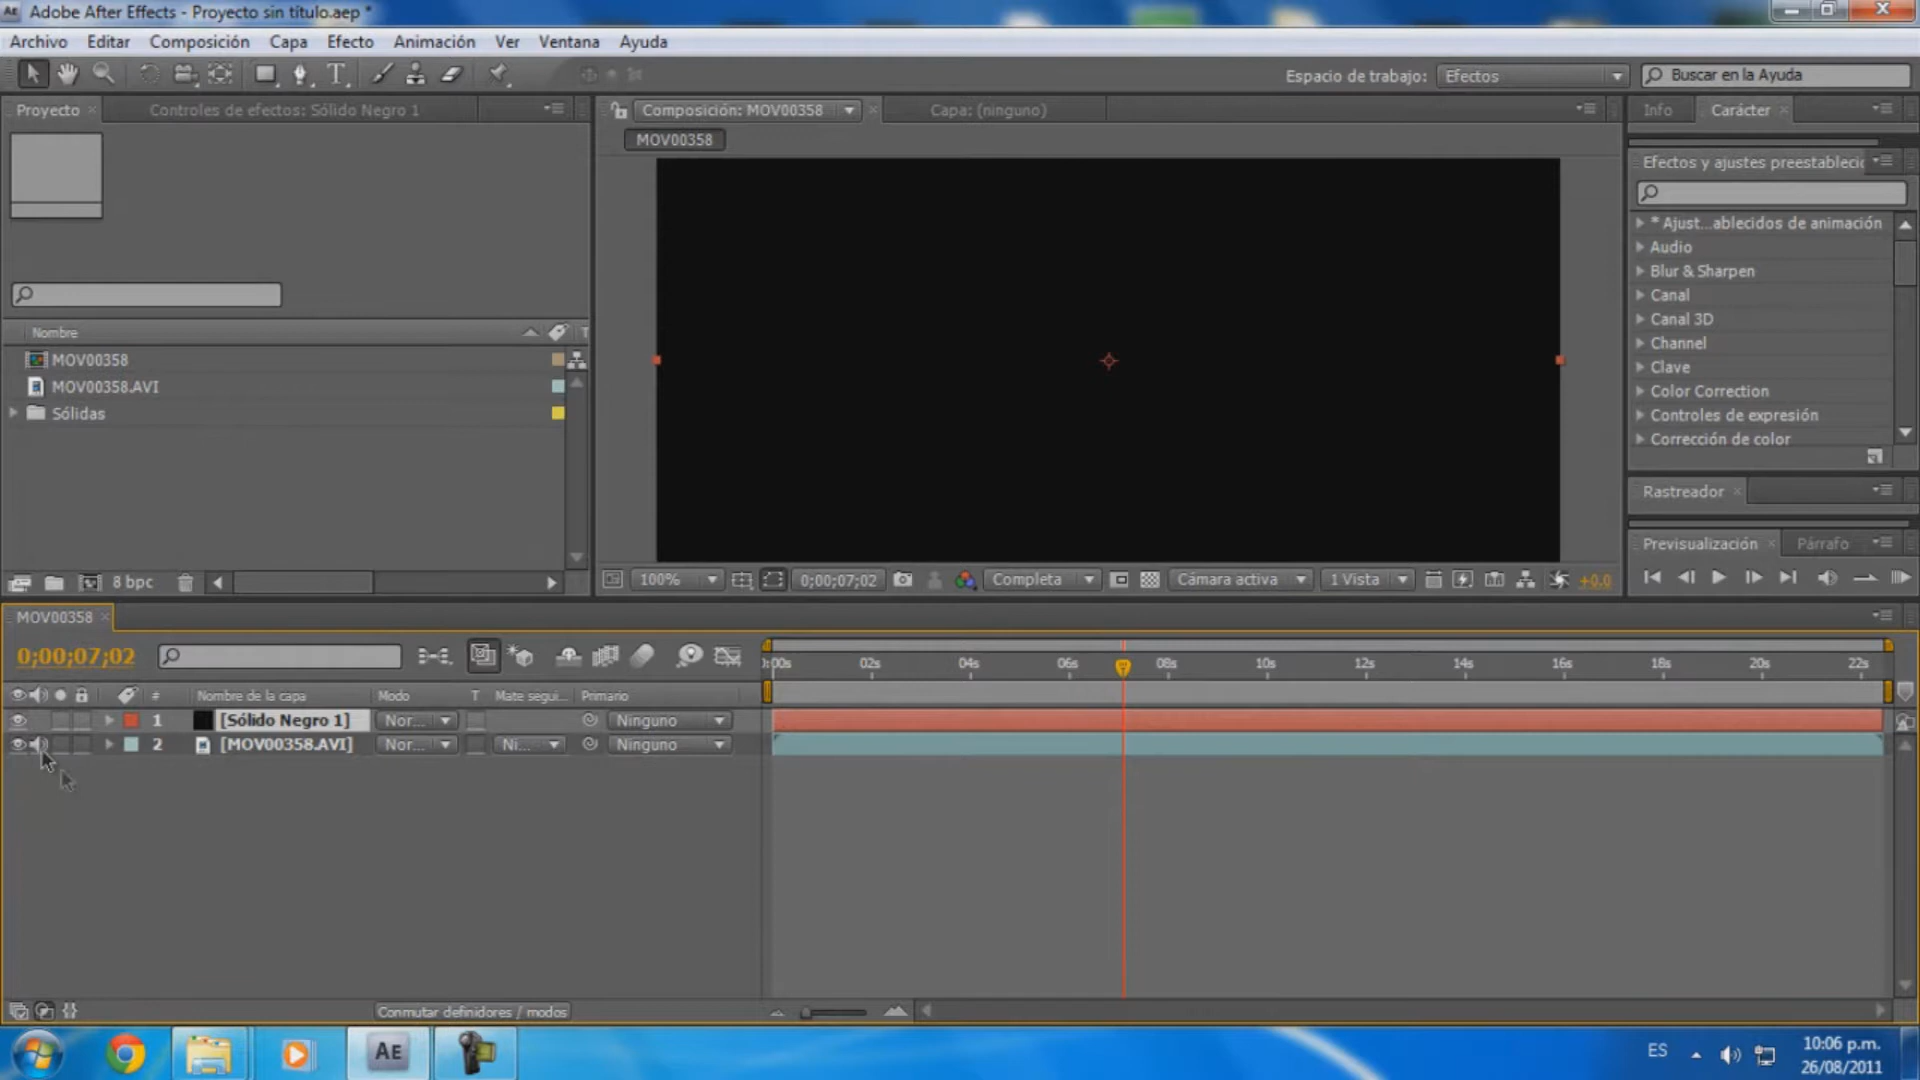 Adobe After Effects - Proyecto sin título.aep *
Archivo Editar Composición Capa Efecto Animación Ver Ventana Ayuda
Espacio de trabajo: Efectos Buscar en la Ayuda
Proyecto Controles de efectos: Sólido Negro 1 Composición: MOV00358 Capa: (ninguno) Info Carácter
MOV00358
Efectos y ajustes preestablecic
* Ajust...ablecidos de animación
Audio
Blur & Sharpen
Canal
Canal 3D
Channel
Clave
Color Correction
Controles de expresión
Corrección de color
Nombre
MOV00358
MOV00358.AVI
Sólidas
Rastreador
Previsualización Párrafo
8 bpc 100% 0;00;07;02 Completa Cámara activa 1 Vista +0,0
MOV00358
0;00;07;02
02s 04s 06s 08s 10s 12s 14s 16s 18s 20s 22s
# Nombre de la capa Modo T Mate segui... Primario
1 [Sólido Negro 1] Nor... Ninguno
2 [MOV00358.AVI] Nor... Ni... Ninguno
Conmutar definidores / modos
AE ES 10:06 p.m.
26/08/2011